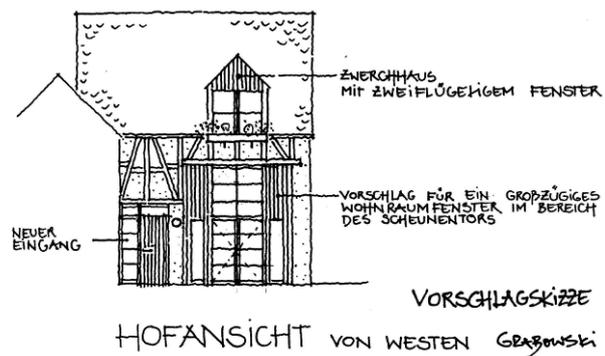 ZWERCHHAUS
MIT ZWEIFLÜGELIGEM FENSTER
VORSCHLAG FÜR EIN GROßZÜGIGES
WOHNRAUMFENSTER IM BEREICH
DES SCHEUNENTORS
NEUER
EINGANG
VORSCHLAGSKIZZE
HOFANSICHT VON WESTEN GRABOWSKI